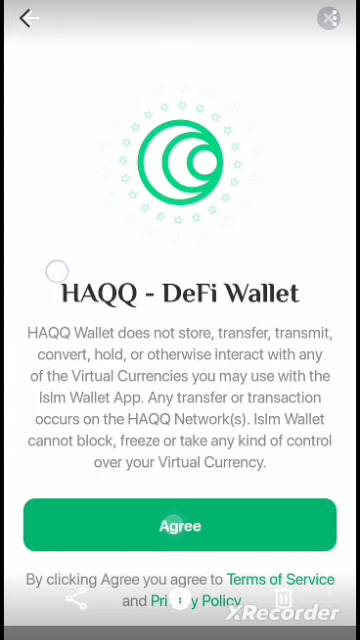 HAQQ - DeFi Wallet
HAQQ Wallet does not store, transfer, transmit,
convert, hold, or otherwise interact with any
of the Virtual Currencies you may use with the
Islm Wallet App. Any transfer or transaction
occurs on the HAQQ Network(s). Islm Wallet
cannot block, freeze or take any kind of control
over your Virtual Currency.
Agree
By clicking Agree you agree to Terms of Service
and Privacy Policy
XRecorder